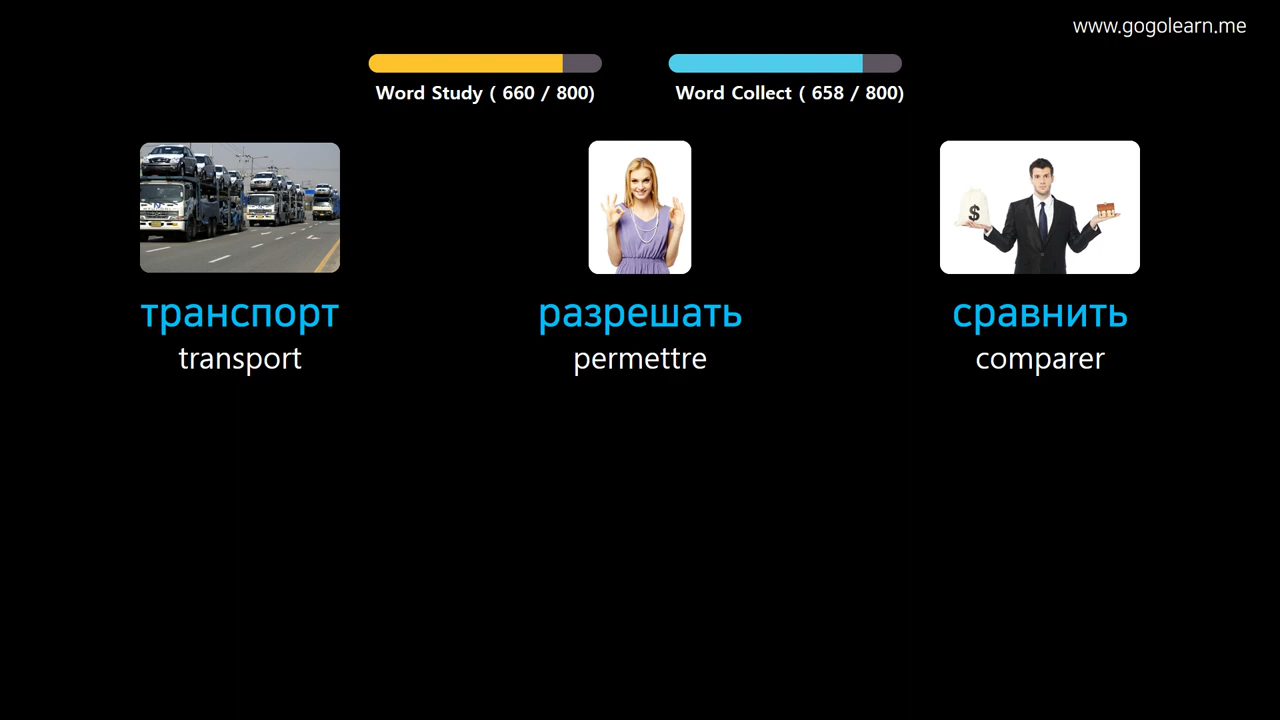 www.gogolearn.me
Word Study ( 660 / 800)
Word Collect ( 658 / 800)
транспорт
transport
разрешать
permettre
сравнить
comparer
$